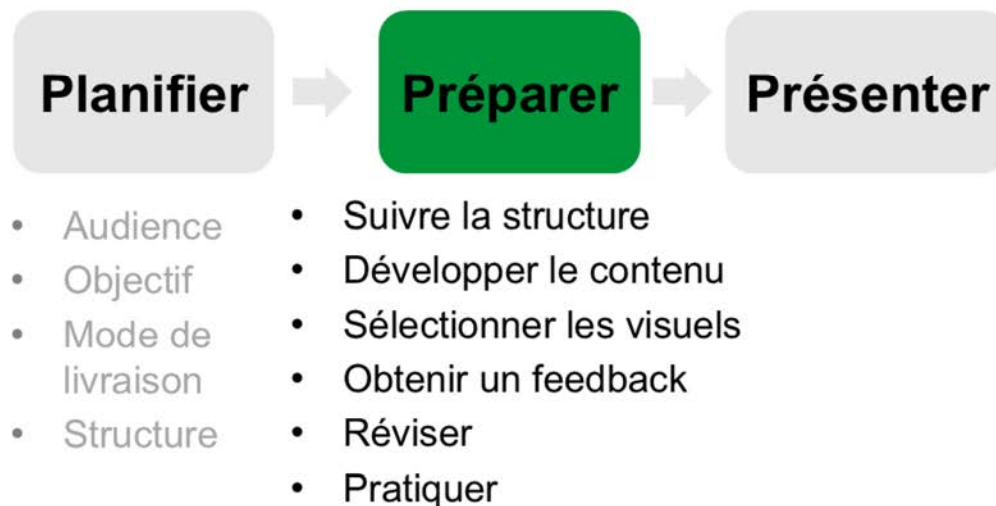 Planifier
Préparer
Présenter
• Audience
• Objectif
• Mode de
livraison
• Structure
• Suivre la structure
• Développer le contenu
• Sélectionner les visuels
• Obtenir un feedback
• Réviser
• Pratiquer